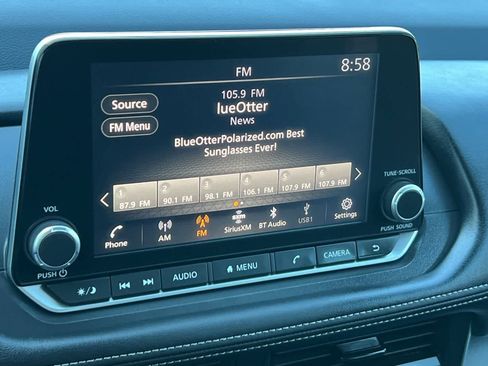 FM
8:58
105.9 FM
Source
lueOtter
News
FM Menu
BlueOtterPolarized.com Best
Sunglasses Ever!
TUNE·SCROLL
1 2 3 4 5 6
87.9 FM 90.1 FM 98.1 FM 106.1 FM 107.9 FM 107.9 FM
VOL
Phone AM FM SiriusXM BT Audio USB1 Settings
PUSH
PUSH SOUND
AUDIO MENU CAMERA